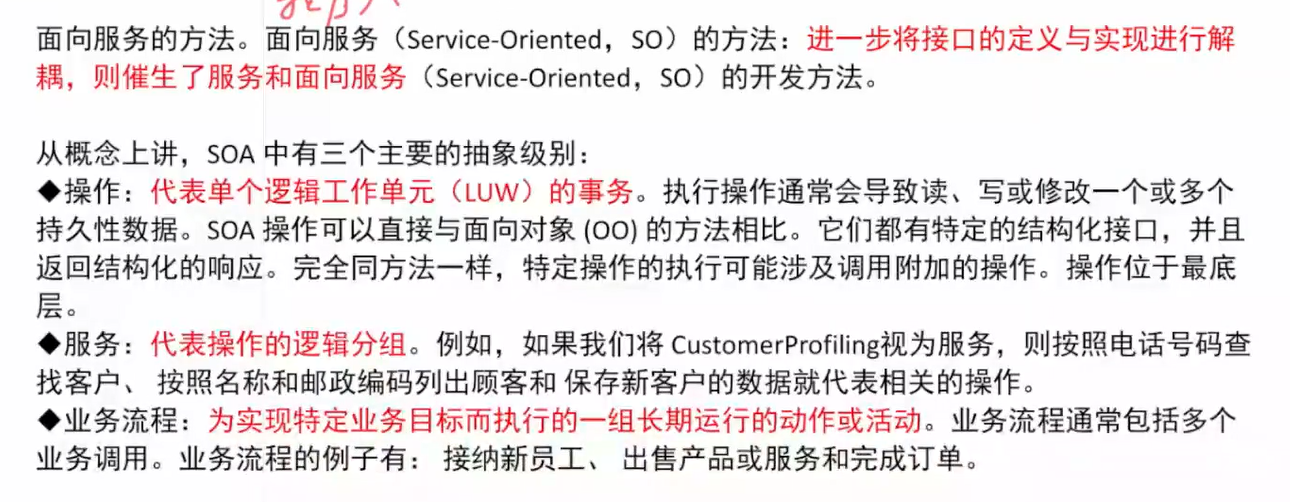 面向服务的方法。面向服务（Service-Oriented，SO）的方法：进一步将接口的定义与实现进行解
耦，则催生了服务和面向服务（Service-Oriented，SO）的开发方法。
从概念上讲，SOA 中有三个主要的抽象级别：
◆操作：代表单个逻辑工作单元（LUW）的事务。执行操作通常会导致读、写或修改一个或多个
持久性数据。SOA 操作可以直接与面向对象 (OO) 的方法相比。它们都有特定的结构化接口，并且
返回结构化的响应。完全同方法一样，特定操作的执行可能涉及调用附加的操作。操作位于最底
层。
◆服务：代表操作的逻辑分组。例如，如果我们将 CustomerProfiling视为服务，则按照电话号码查
找客户、 按照名称和邮政编码列出顾客和 保存新客户的数据就代表相关的操作。
◆业务流程：为实现特定业务目标而执行的一组长期运行的动作或活动。业务流程通常包括多个
业务调用。业务流程的例子有： 接纳新员工、 出售产品或服务和完成订单。